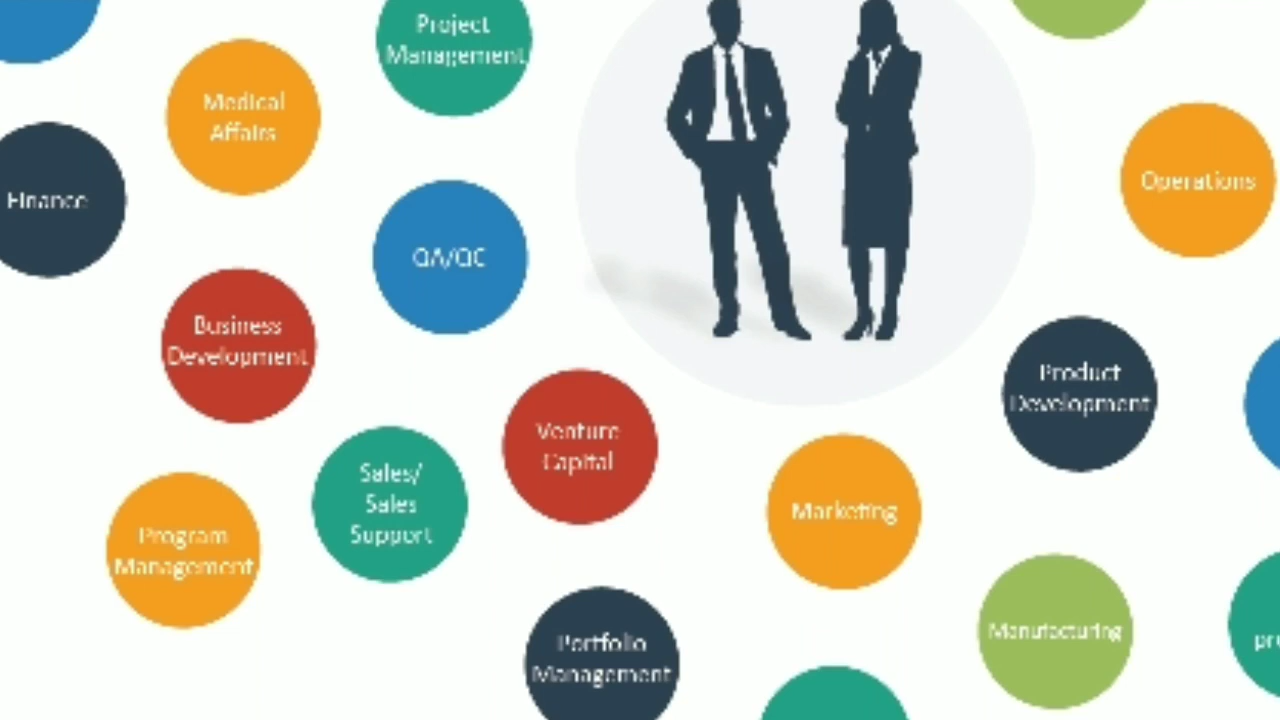 Project
Management
Medical
Affairs
Finance
Operations
QA/QC
Business
Development
Product
Development
Venture
Capital
Sales/
Sales
Support
Marketing
Program
Management
Manufacturing
Portfolio
Management